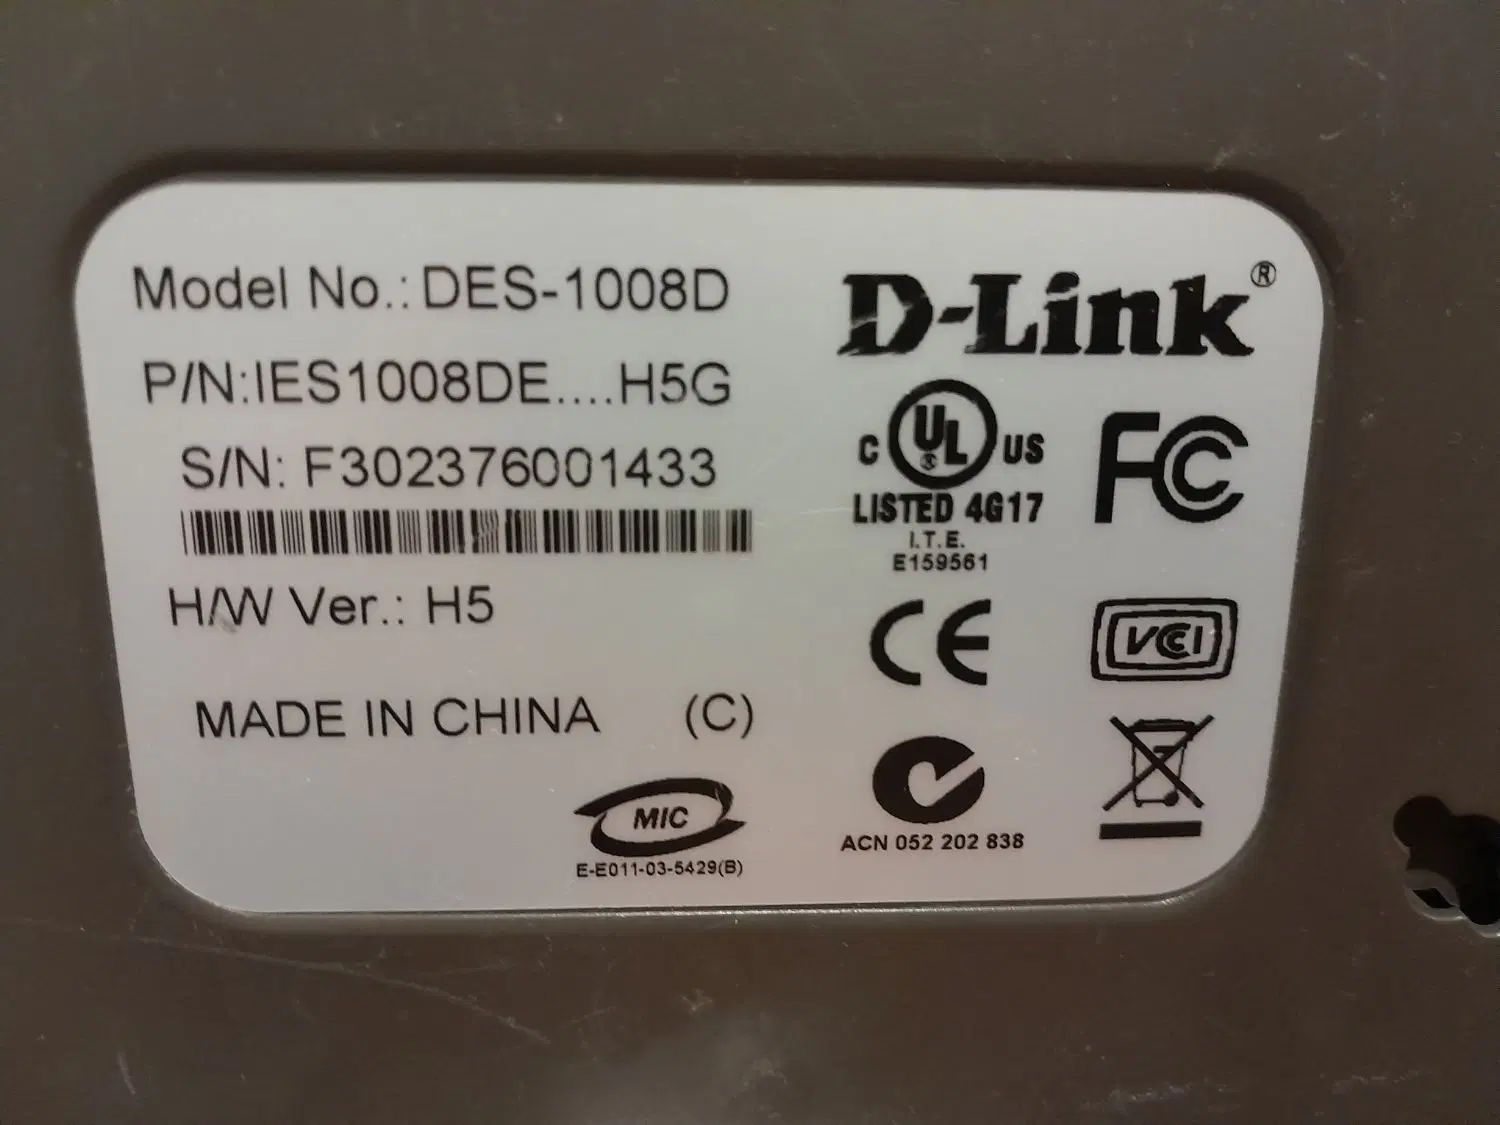 Model No.: DES-1008D
P/N:IES1008DE....H5G
S/N: F302376001433
H/W Ver.: H5
MADE IN CHINA (C)
MIC
E-E011-03-5429(B)
D-Link®
C UL US
LISTED 4G17
I.T.E.
E159561
FC
CE
VCCI
ACN 052 202 838